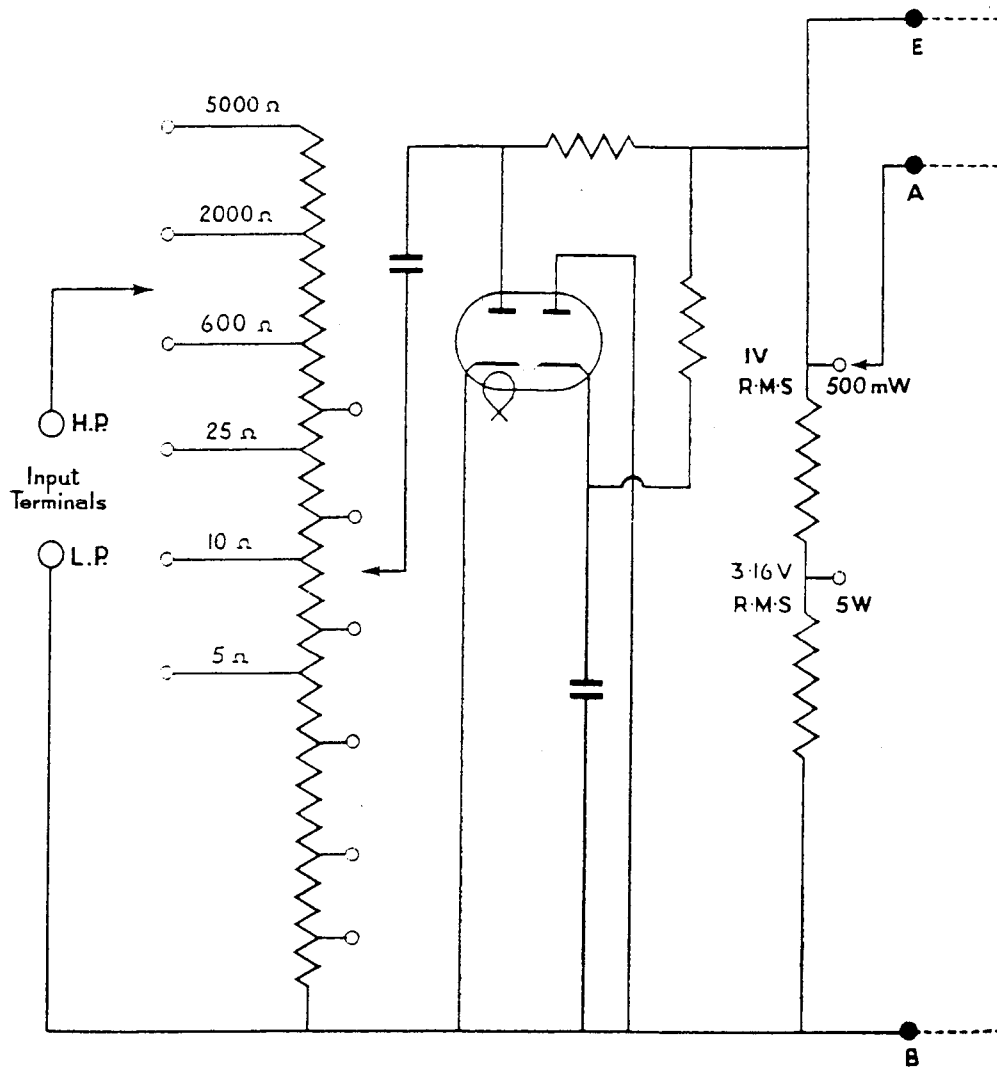 E
5000 Ω
A
2000 Ω
600 Ω
1V
R·M·S
500 mW
H.P.
25 Ω
Input
Terminals
L.P.
10 Ω
3·16 V
R·M·S
5W
5 Ω
B